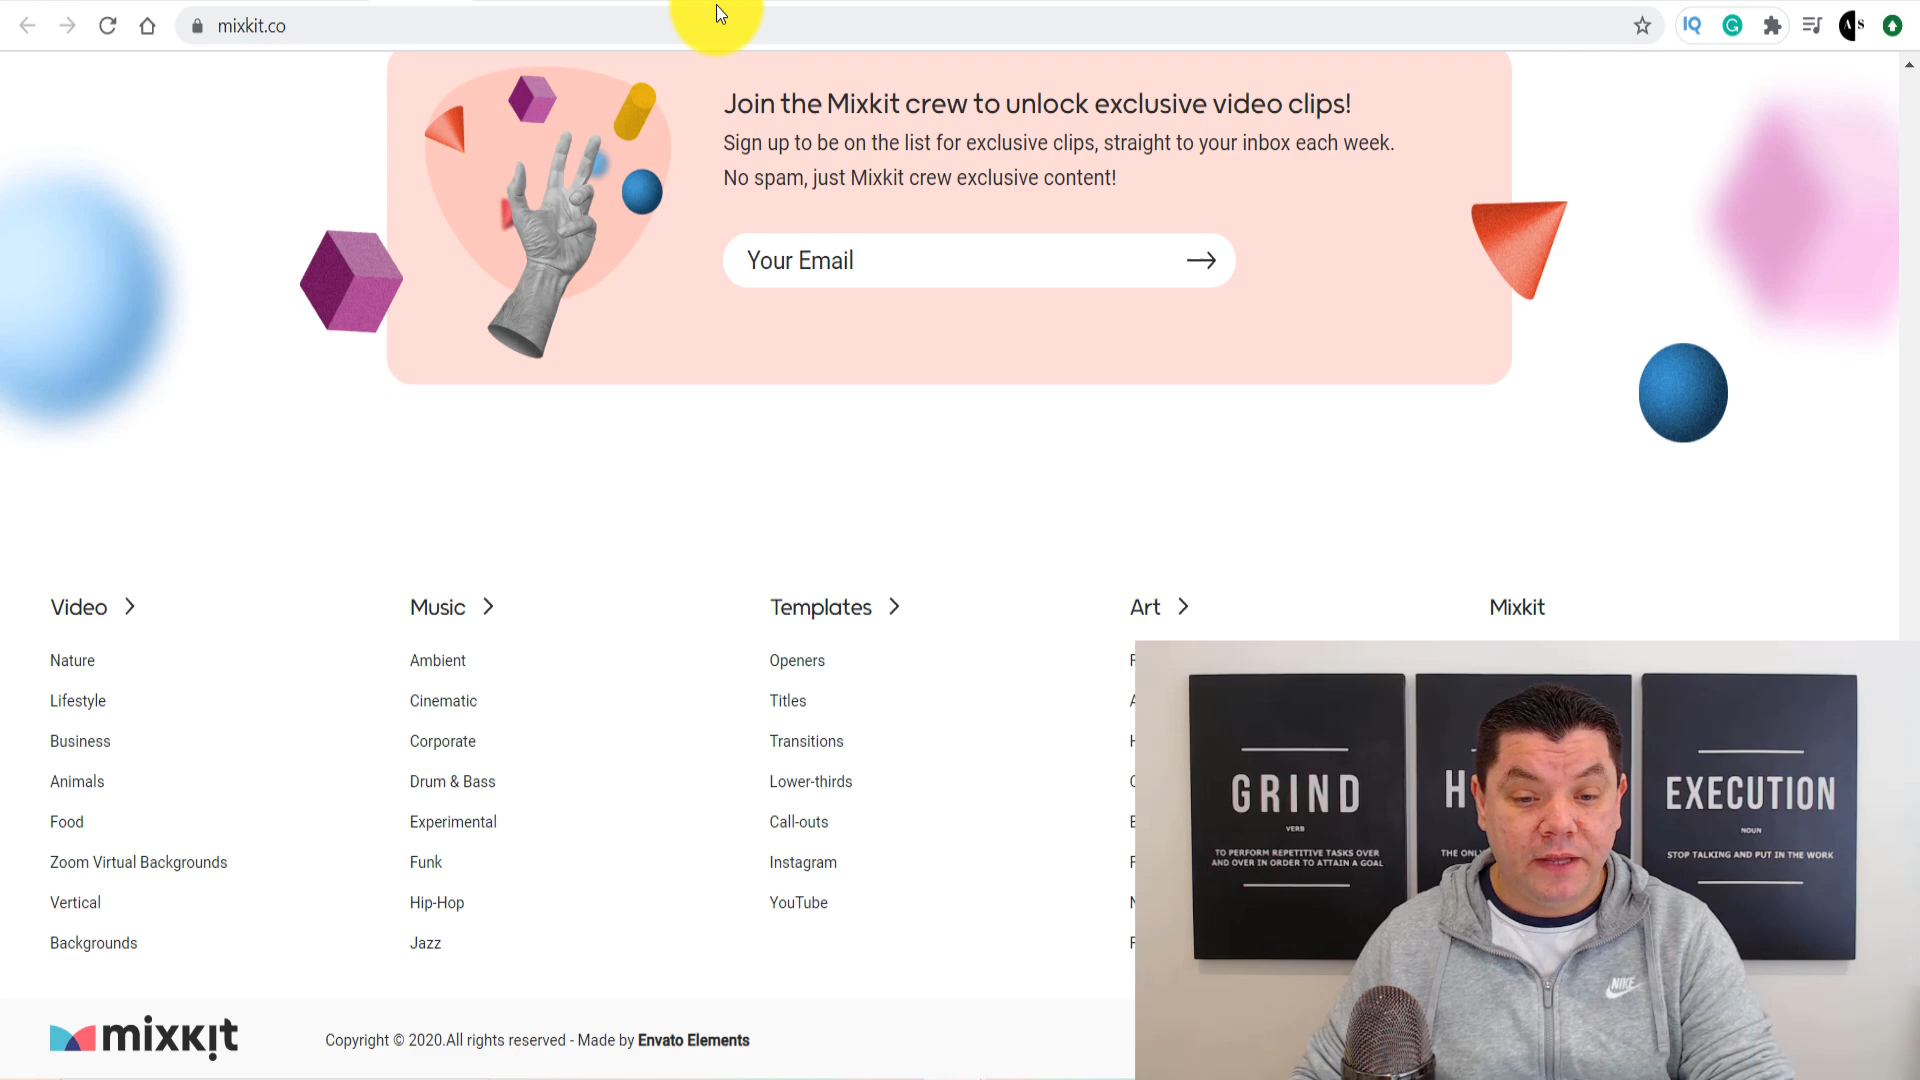 mixkit.co
IQ
G
A S
Join the Mixkit crew to unlock exclusive video clips!
Sign up to be on the list for exclusive clips, straight to your inbox each week.
No spam, just Mixkit crew exclusive content!
Your Email
Video
Nature
Lifestyle
Business
Animals
Food
Zoom Virtual Backgrounds
Vertical
Backgrounds
Music
Ambient
Cinematic
Corporate
Drum & Bass
Experimental
Funk
Hip-Hop
Jazz
Templates
Openers
Titles
Transitions
Lower-thirds
Call-outs
Instagram
YouTube
Art
Mixkit
GRIND
VERB
TO PERFORM REPETITIVE TASKS OVER
AND OVER IN ORDER TO ATTAIN A GOAL
H
THE ONLY
EXECUTION
NOUN
STOP TALKING AND PUT IN THE WORK
NIKE
mixkit
Copyright © 2020.All rights reserved - Made by Envato Elements